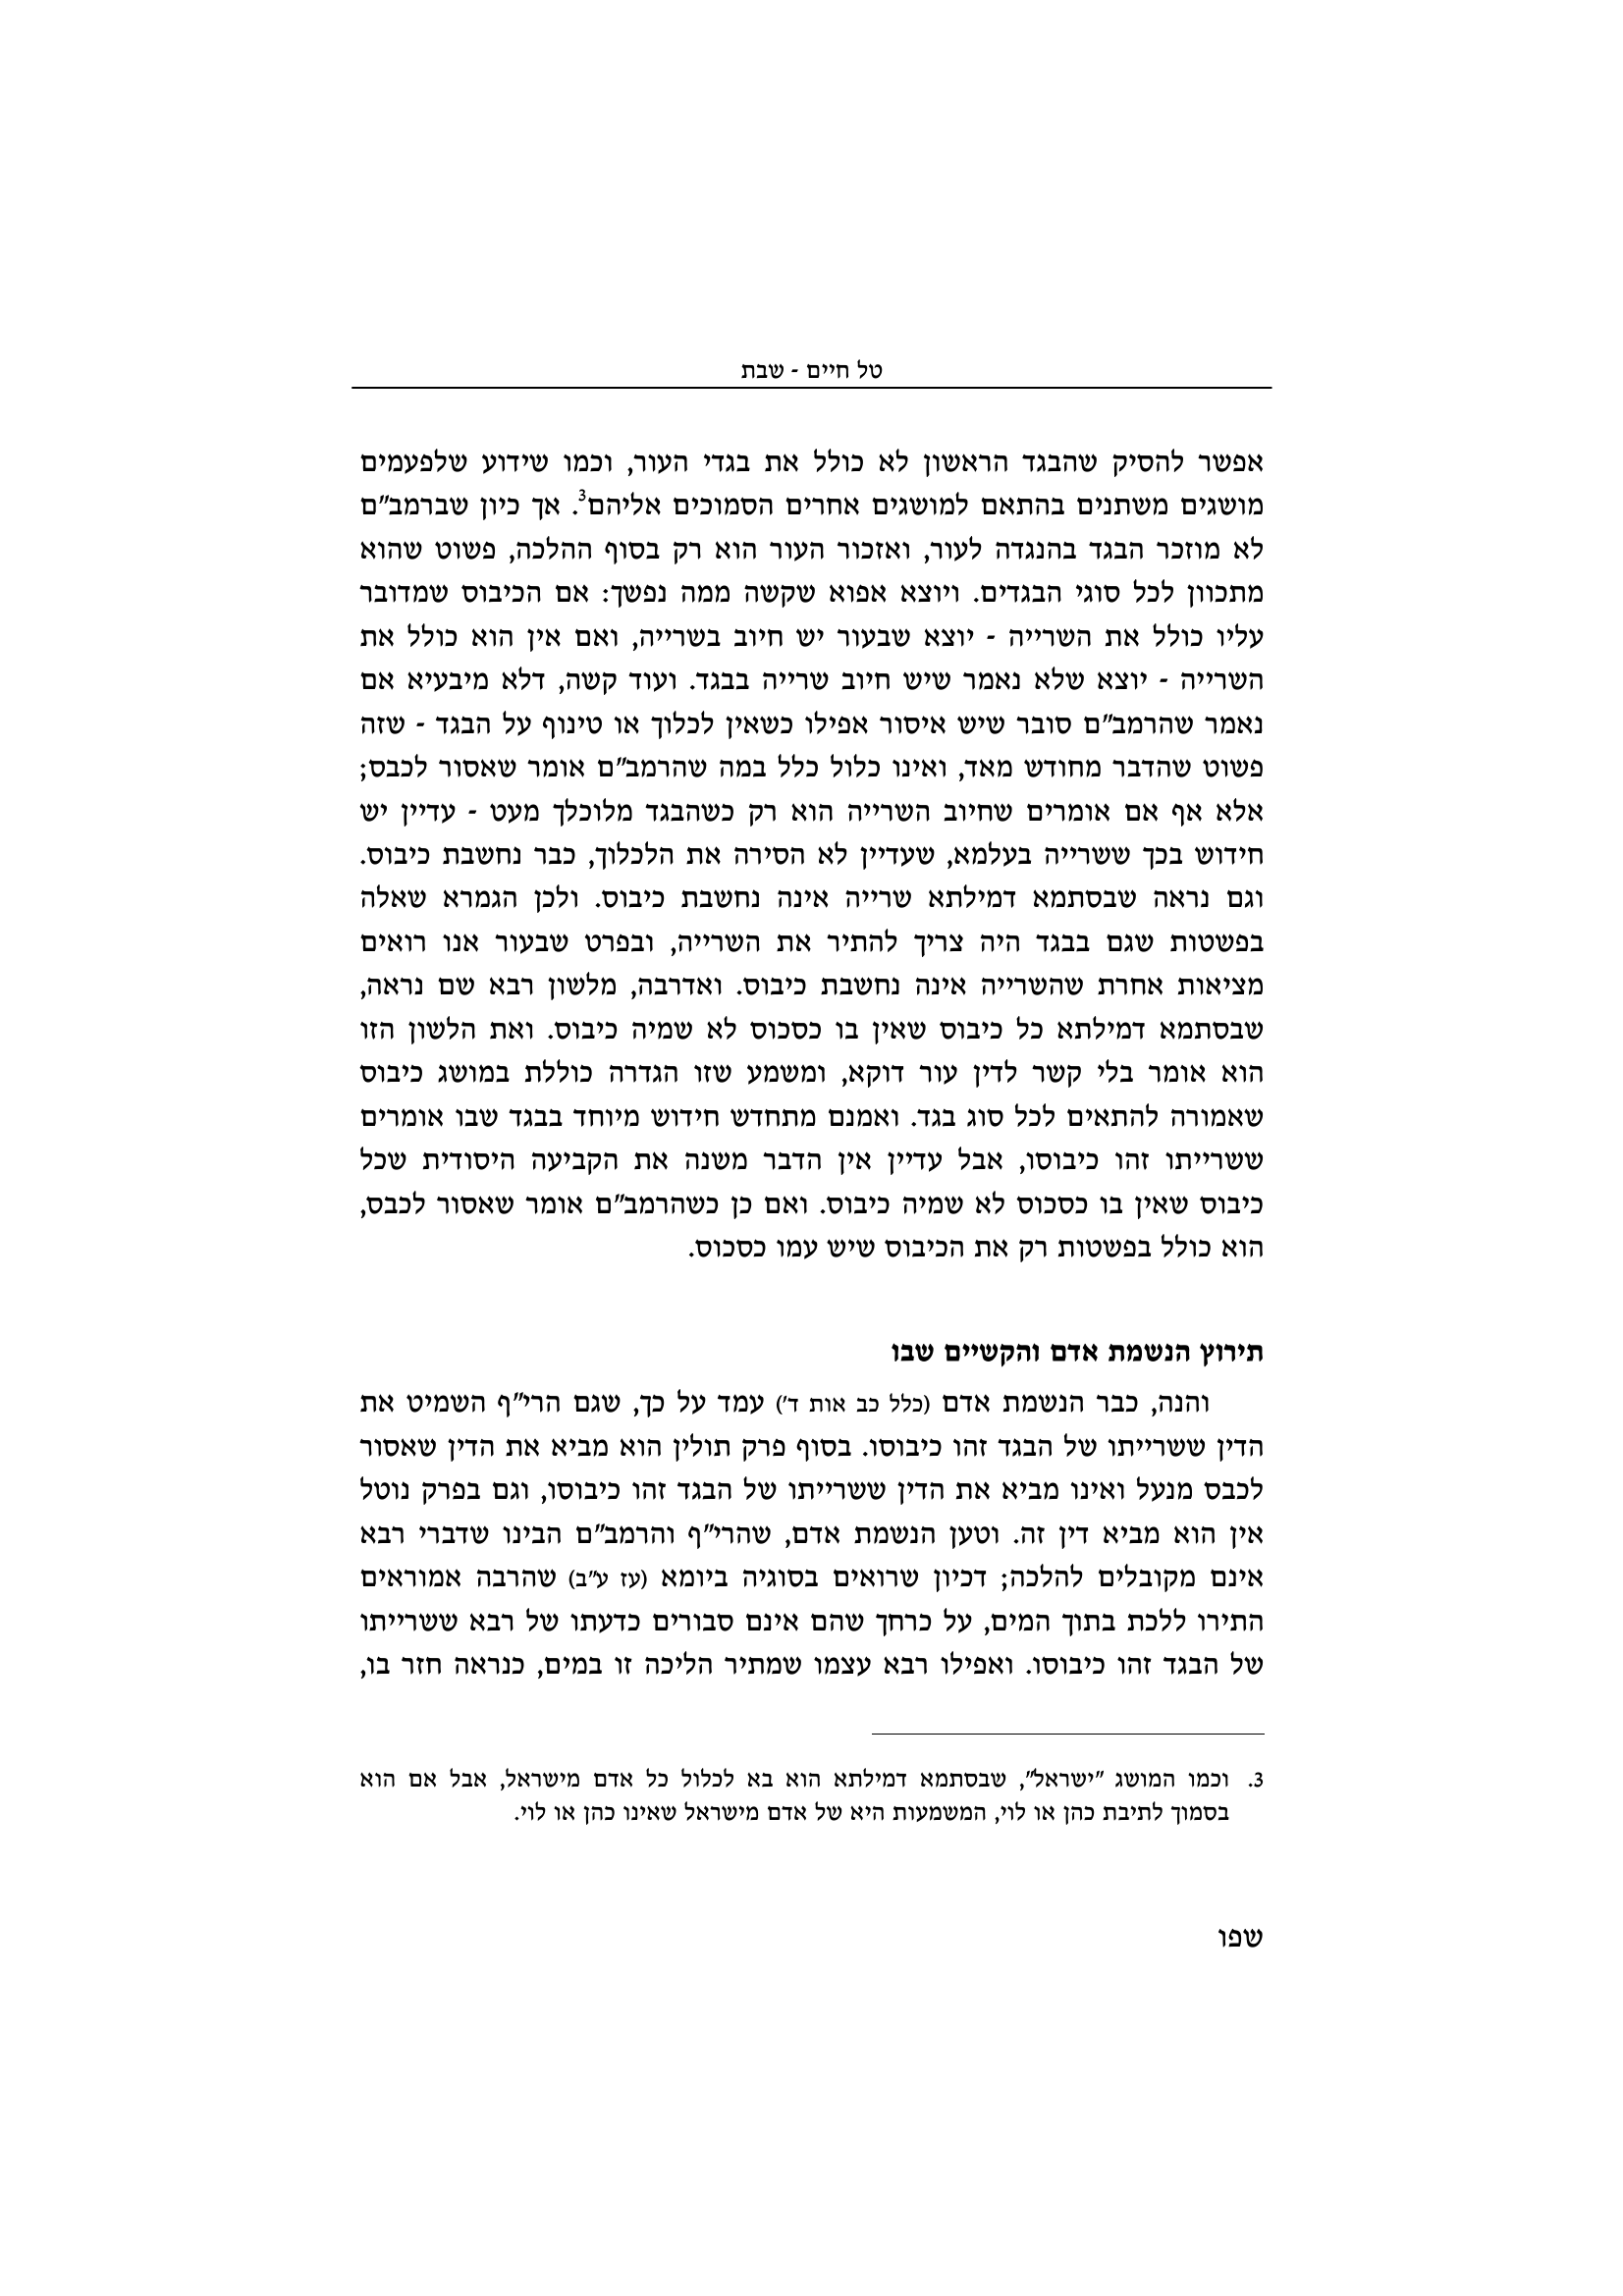 טל חיים - שבת
אפשר להסיק שהבגד הראשון לא כולל את בגדי העור, וכמו שידוע שלפעמים
מושגים משתנים בהתאם למושגים אחרים הסמוכים אליהם3. אך כיון שברמב״ם
לא מוזכר הבגד בהנגדה לעור, ואזכור העור הוא רק בסוף ההלכה, פשוט שהוא
מתכוון לכל סוגי הבגדים. ויוצא אפוא שקשה ממה נפשך: אם הכיבוס שמדובר
עליו כולל את השרייה - יוצא שבעור יש חיוב בשרייה, ואם אין הוא כולל את
השרייה - יוצא שלא נאמר שיש חיוב שרייה בבגד. ועוד קשה, דלא מיבעיא אם
נאמר שהרמב״ם סובר שיש איסור אפילו כשאין לכלוך או טינוף על הבגד - שזה
פשוט שהדבר מחודש מאד, ואינו כלול כלל במה שהרמב״ם אומר שאסור לכבס;
אלא אף אם אומרים שחיוב השרייה הוא רק כשהבגד מלוכלך מעט - עדיין יש
חידוש בכך ששרייה בעלמא, שעדיין לא הסירה את הלכלוך, כבר נחשבת כיבוס.
וגם נראה שבסתמא דמילתא שרייה אינה נחשבת כיבוס. ולכן הגמרא שאלה
בפשטות שגם בבגד היה צריך להתיר את השרייה, ובפרט שבעור אנו רואים
מציאות אחרת שהשרייה אינה נחשבת כיבוס. ואדרבה, מלשון רבא שם נראה,
שבסתמא דמילתא כל כיבוס שאין בו כסכוס לא שמיה כיבוס. ואת הלשון הזו
הוא אומר בלי קשר לדין עור דוקא, ומשמע שזו הגדרה כוללת במושג כיבוס
שאמורה להתאים לכל סוג בגד. ואמנם מתחדש חידוש מיוחד בבגד שבו אומרים
ששרייתו זהו כיבוסו, אבל עדיין אין הדבר משנה את הקביעה היסודית שכל
כיבוס שאין בו כסכוס לא שמיה כיבוס. ואם כן כשהרמב״ם אומר שאסור לכבס,
הוא כולל בפשטות רק את הכיבוס שיש עמו כסכוס.
תירוץ הנשמת אדם והקשיים שבו
והנה, כבר הנשמת אדם (כלל כב אות ד׳) עמד על כך, שגם הרי״ף השמיט את
הדין ששרייתו של הבגד זהו כיבוסו. בסוף פרק תולין הוא מביא את הדין שאסור
לכבס מנעל ואינו מביא את הדין ששרייתו של הבגד זהו כיבוסו, וגם בפרק נוטל
אין הוא מביא דין זה. וטען הנשמת אדם, שהרי״ף והרמב״ם הבינו שדברי רבא
אינם מקובלים להלכה; דכיון שרואים בסוגיה ביומא (עז ע״ב) שהרבה אמוראים
התירו ללכת בתוך המים, על כרחך שהם אינם סבורים כדעתו של רבא ששרייתו
של הבגד זהו כיבוסו. ואפילו רבא עצמו שמתיר הליכה זו במים, כנראה חזר בו,
3. וכמו המושג ״ישראל״, שבסתמא דמילתא הוא בא לכלול כל אדם מישראל, אבל אם הוא
בסמוך לתיבת כהן או לוי, המשמעות היא של אדם מישראל שאינו כהן או לוי.
שפו